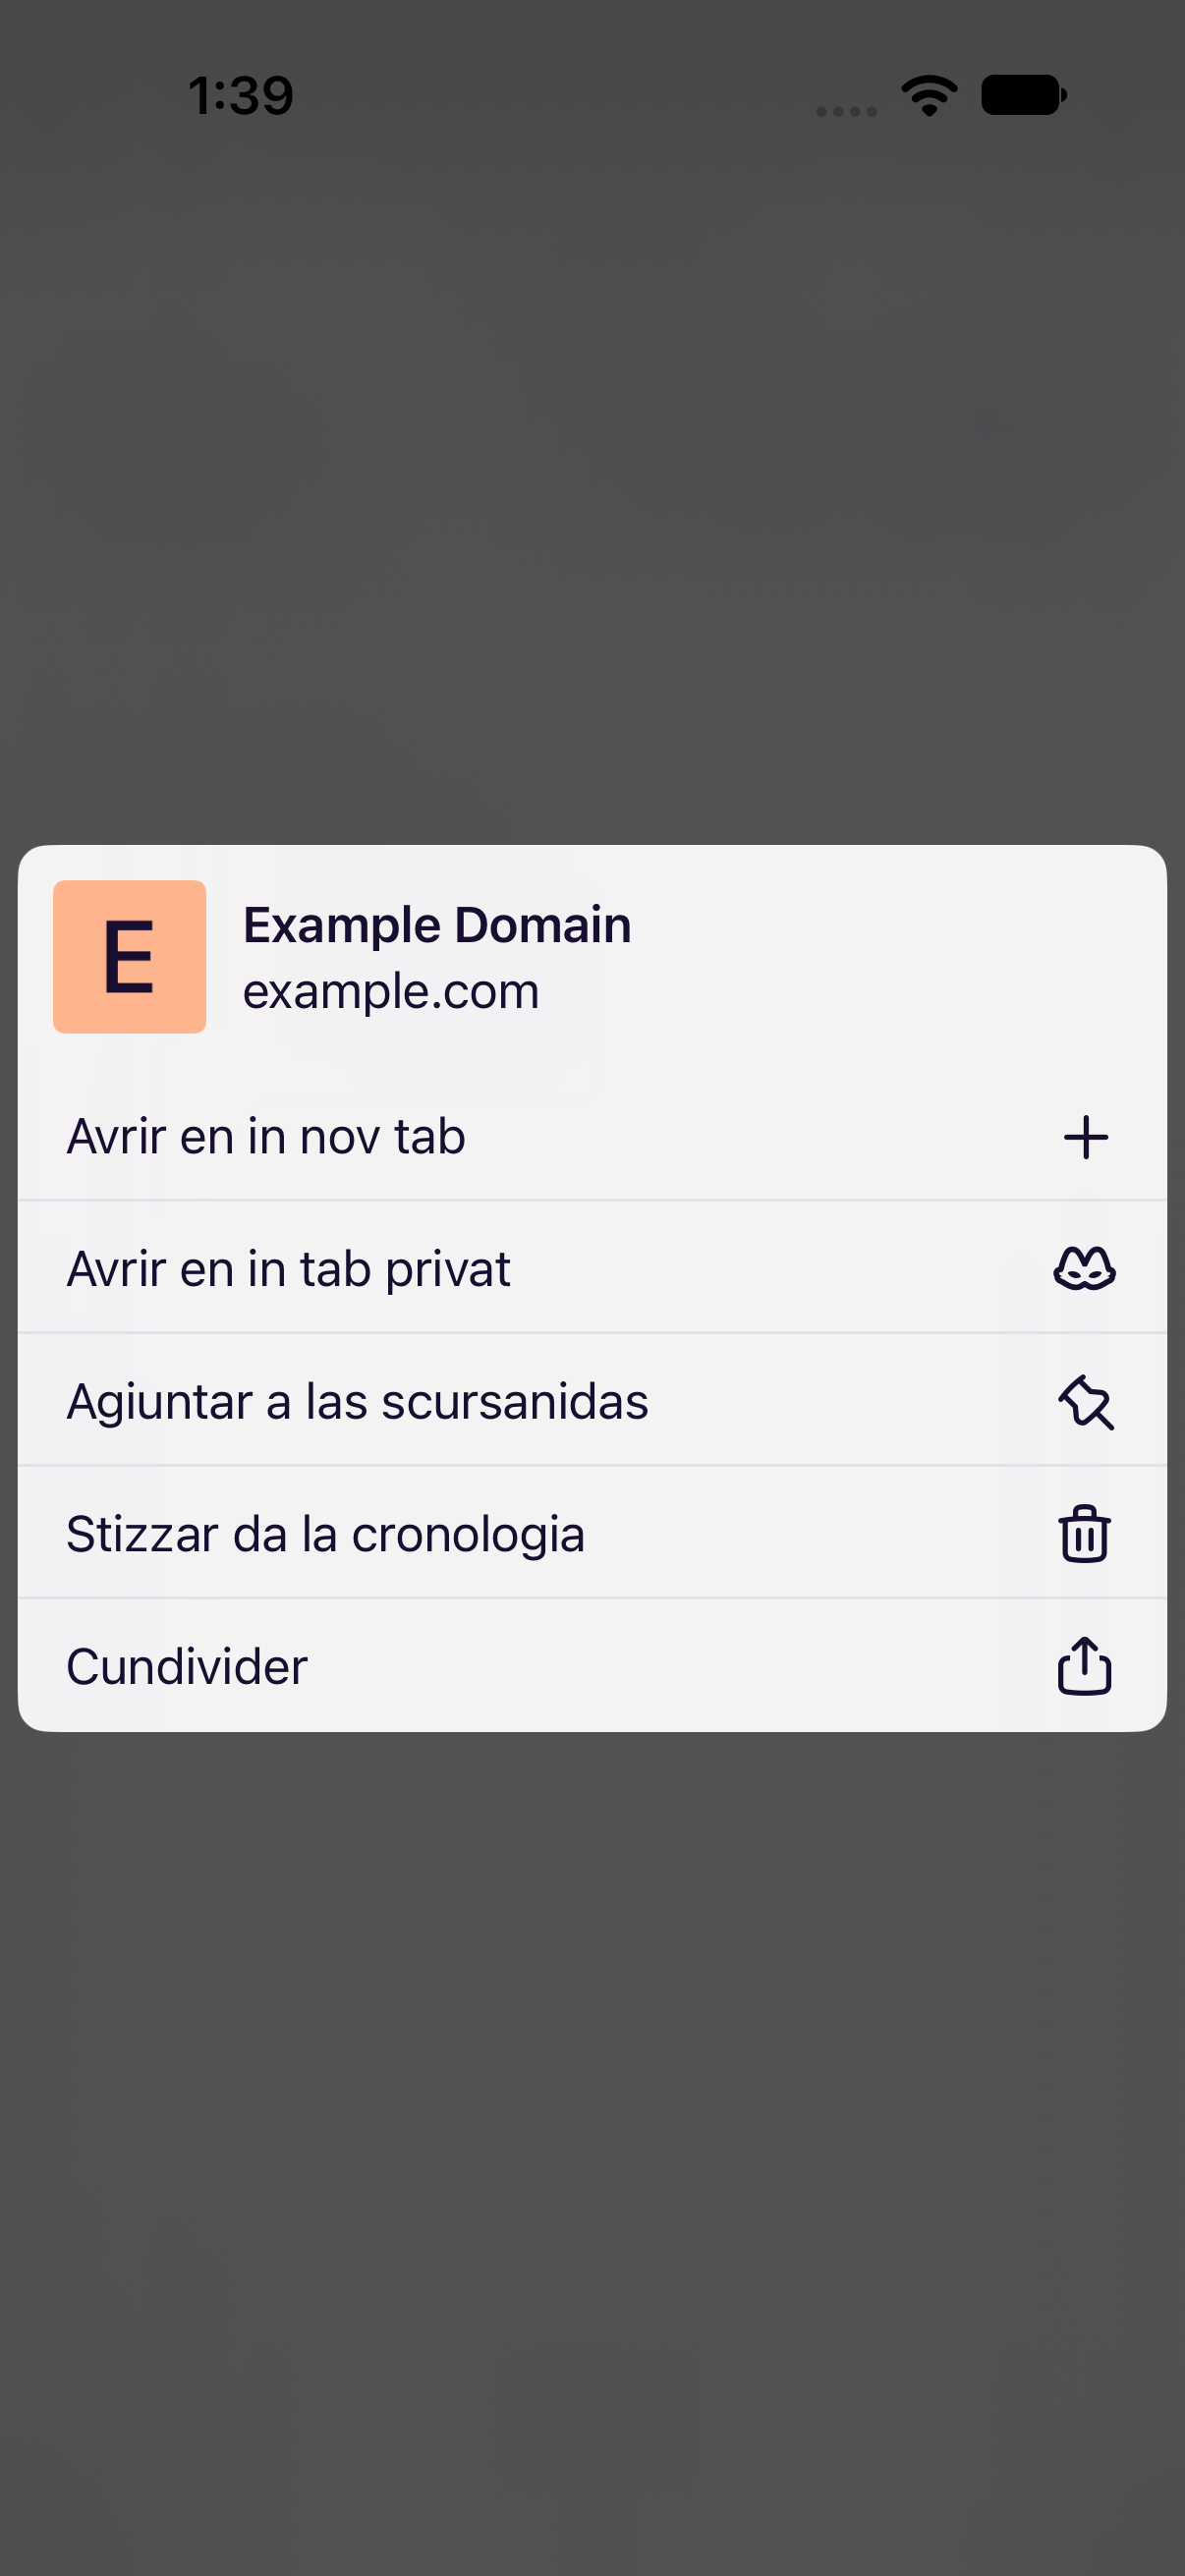 1:39
E
Example Domain
example.com
Avrir en in nov tab
Avrir en in tab privat
Agiuntar a las scursanidas
Stizzar da la cronologia
Cundivider